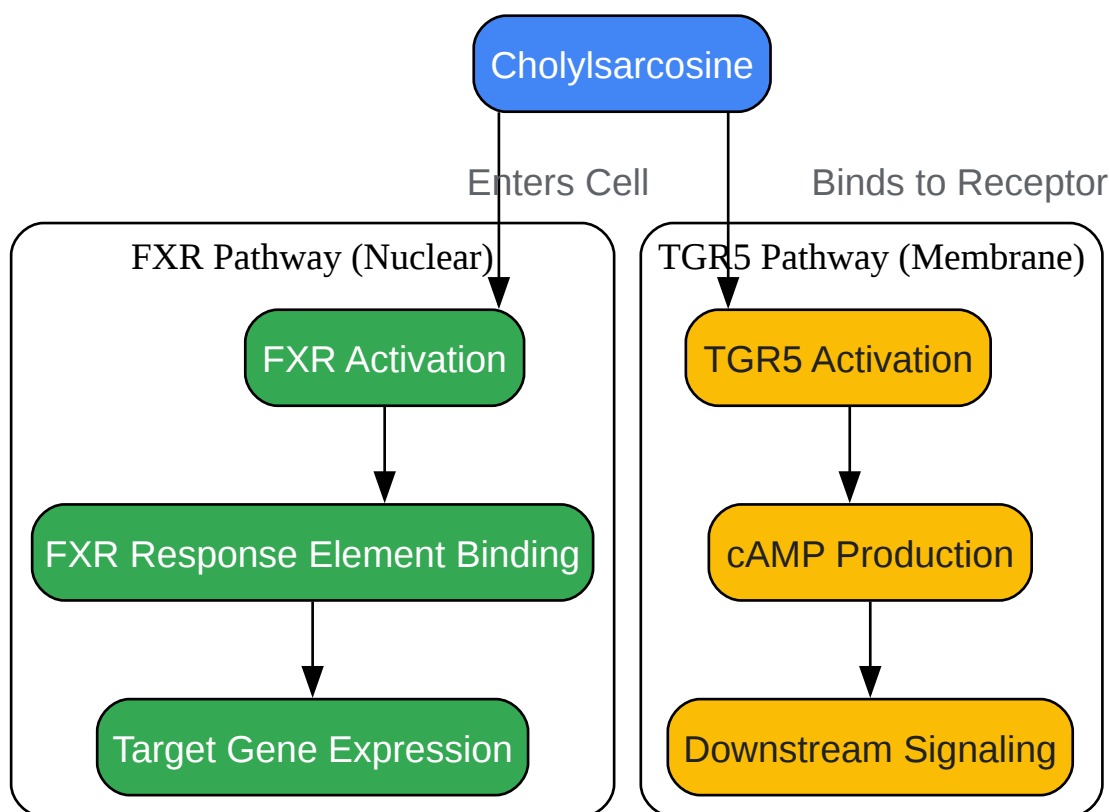 Cholylsarcosine
Enters Cell
Binds to Receptor
FXR Pathway (Nuclear)
TGR5 Pathway (Membrane)
FXR Activation
TGR5 Activation
FXR Response Element Binding
cAMP Production
Target Gene Expression
Downstream Signaling